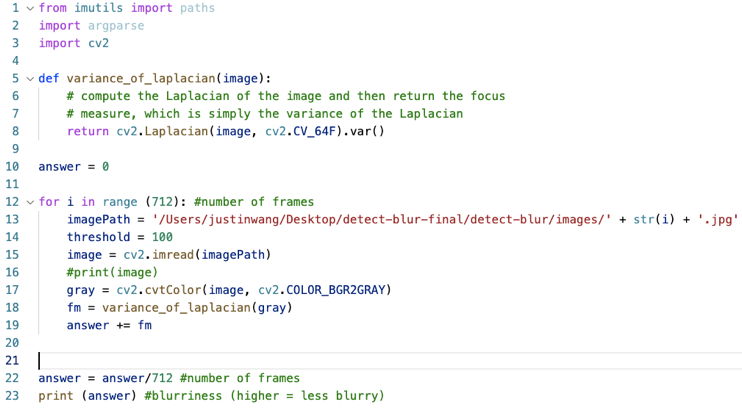 1 from imutils import paths
2 import argparse
3 import cv2
4
5 def variance_of_laplacian(image):
6     # compute the Laplacian of the image and then return the focus
7     # measure, which is simply the variance of the Laplacian
8     return cv2.Laplacian(image, cv2.CV_64F).var()
9
10 answer = 0
11
12 for i in range (712): #number of frames
13     imagePath = '/Users/justinwang/Desktop/detect-blur-final/detect-blur/images/' + str(i) + '.jpg'
14     threshold = 100
15     image = cv2.imread(imagePath)
16     #print(image)
17     gray = cv2.cvtColor(image, cv2.COLOR_BGR2GRAY)
18     fm = variance_of_laplacian(gray)
19     answer += fm
20
21
22 answer = answer/712 #number of frames
23 print (answer) #blurriness (higher = less blurry)